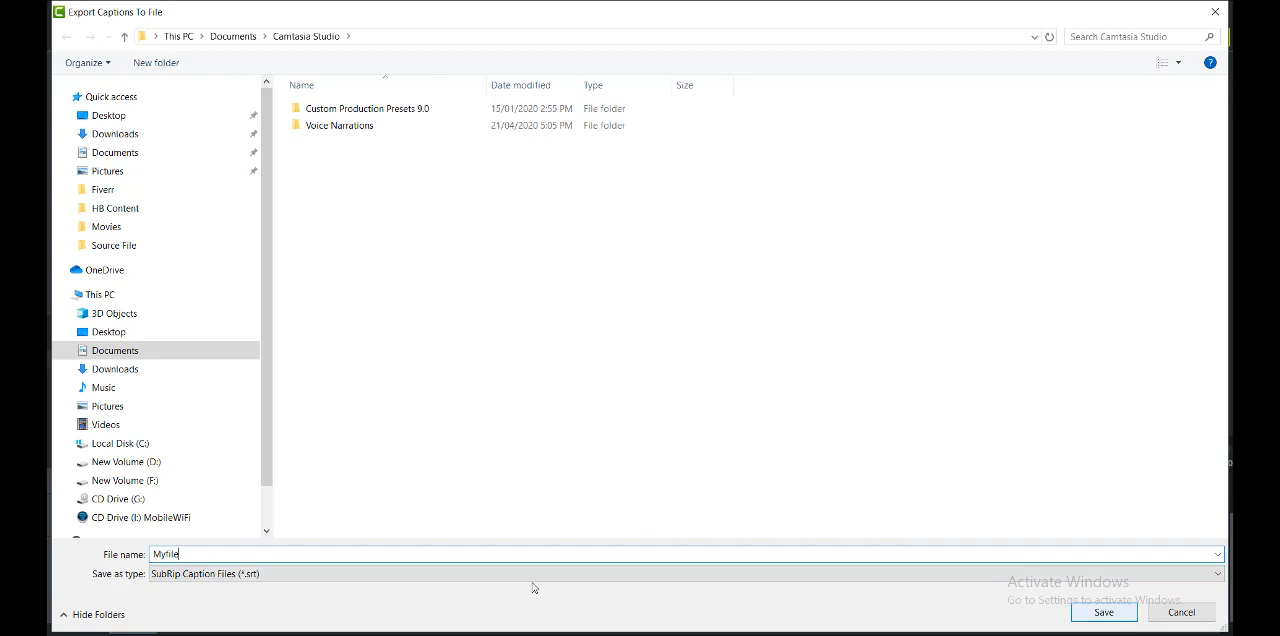 Export Captions To File
This PC > Documents > Camtasia Studio >
Search Camtasia Studio
Organize
New folder
Name
Date modified
Type
Size
Custom Production Presets 9.0
15/01/2020 2:55 PM
File folder
Voice Narrations
21/04/2020 5:05 PM
File folder
Quick access
Desktop
Downloads
Documents
Pictures
Fiverr
HB Content
Movies
Source File
OneDrive
This PC
3D Objects
Desktop
Documents
Downloads
Music
Pictures
Videos
Local Disk (C:)
New Volume (D:)
New Volume (F:)
CD Drive (G:)
CD Drive (I:) MobileWiFi
File name: Myfile
Save as type: SubRip Caption Files (*.srt)
Activate Windows
Go to Settings to activate Windows.
Hide Folders
Save
Cancel